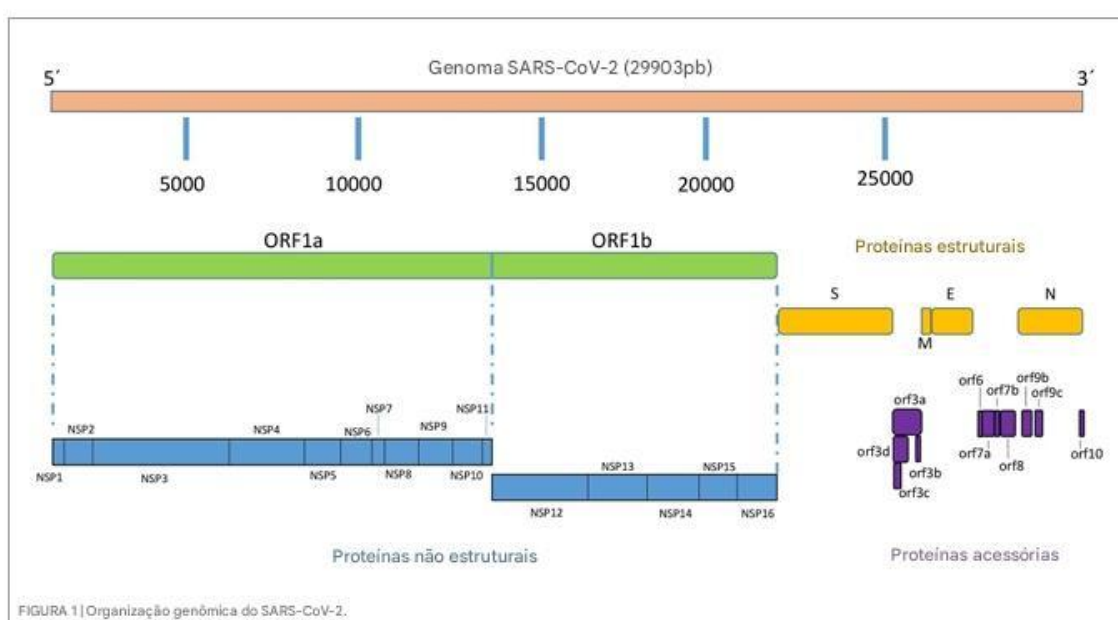 Genoma SARS-CoV-2 (29903pb)
5´
3´
5000
10000
15000
20000
25000
ORF1a
ORF1b
Proteínas estruturais
S
E
N
M
NSP7
NSP11
NSP2
NSP4
NSP6
NSP9
NSP1
NSP3
NSP5
NSP8
NSP10
NSP13
NSP15
NSP12
NSP14
NSP16
orf3a
orf3d
orf3b
orf3c
orf6
orf7b
orf9b
orf9c
orf7a
orf8
orf10
Proteínas não estruturais
Proteínas acessórias
FIGURA 1 | Organização genômica do SARS-CoV-2.